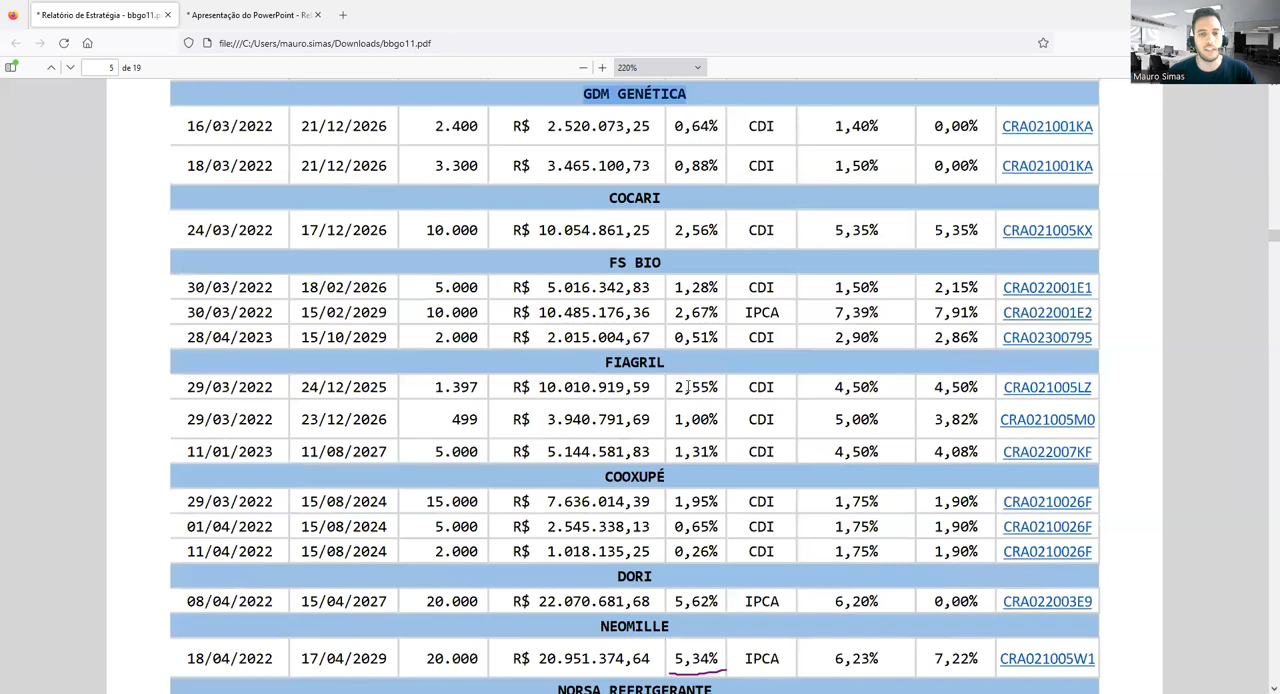 * Relatório de Estratégia - bbgo11.p
* Apresentação do PowerPoint - Re
file:///C:/Users/mauro.simas/Downloads/bbgo11.pdf
5 de 19
220%
Mauro Simas
GDM GENÉTICA
16/03/2022 21/12/2026 2.400 R$ 2.520.073,25 0,64% CDI 1,40% 0,00% CRA021001KA
18/03/2022 21/12/2026 3.300 R$ 3.465.100,73 0,88% CDI 1,50% 0,00% CRA021001KA
COCARI
24/03/2022 17/12/2026 10.000 R$ 10.054.861,25 2,56% CDI 5,35% 5,35% CRA021005KX
FS BIO
30/03/2022 18/02/2026 5.000 R$ 5.016.342,83 1,28% CDI 1,50% 2,15% CRA022001E1
30/03/2022 15/02/2029 10.000 R$ 10.485.176,36 2,67% IPCA 7,39% 7,91% CRA022001E2
28/04/2023 15/10/2029 2.000 R$ 2.015.004,67 0,51% CDI 2,90% 2,86% CRA02300795
FIAGRIL
29/03/2022 24/12/2025 1.397 R$ 10.010.919,59 2,55% CDI 4,50% 4,50% CRA021005LZ
29/03/2022 23/12/2026 499 R$ 3.940.791,69 1,00% CDI 5,00% 3,82% CRA021005M0
11/01/2023 11/08/2027 5.000 R$ 5.144.581,83 1,31% CDI 4,50% 4,08% CRA022007KF
COOXUPÉ
29/03/2022 15/08/2024 15.000 R$ 7.636.014,39 1,95% CDI 1,75% 1,90% CRA0210026F
01/04/2022 15/08/2024 5.000 R$ 2.545.338,13 0,65% CDI 1,75% 1,90% CRA0210026F
11/04/2022 15/08/2024 2.000 R$ 1.018.135,25 0,26% CDI 1,75% 1,90% CRA0210026F
DORI
08/04/2022 15/04/2027 20.000 R$ 22.070.681,68 5,62% IPCA 6,20% 0,00% CRA022003E9
NEOMILLE
18/04/2022 17/04/2029 20.000 R$ 20.951.374,64 5,34% IPCA 6,23% 7,22% CRA021005W1
NORSA REFRIGERANTE